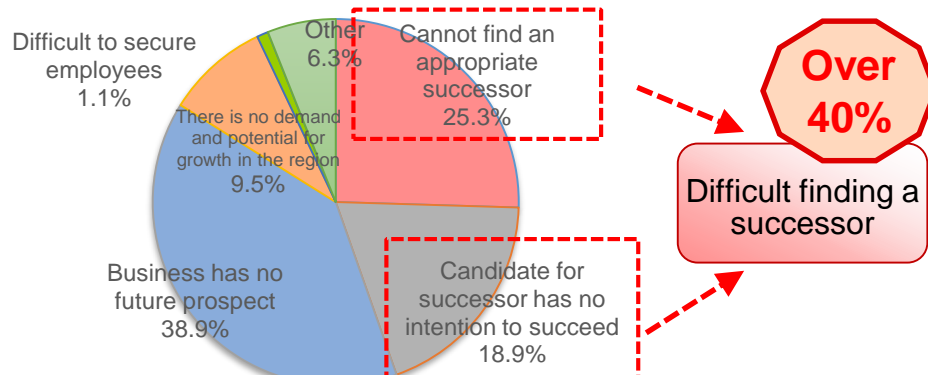 Difficult to secure
employees
1.1%
Other
6.3%
Cannot find an
appropriate
successor
25.3%
Over
40%
There is no demand
and potential for
growth in the region
9.5%
Difficult finding a
successor
Business has no
future prospect
38.9%
Candidate for
successor has no
intention to succeed
18.9%